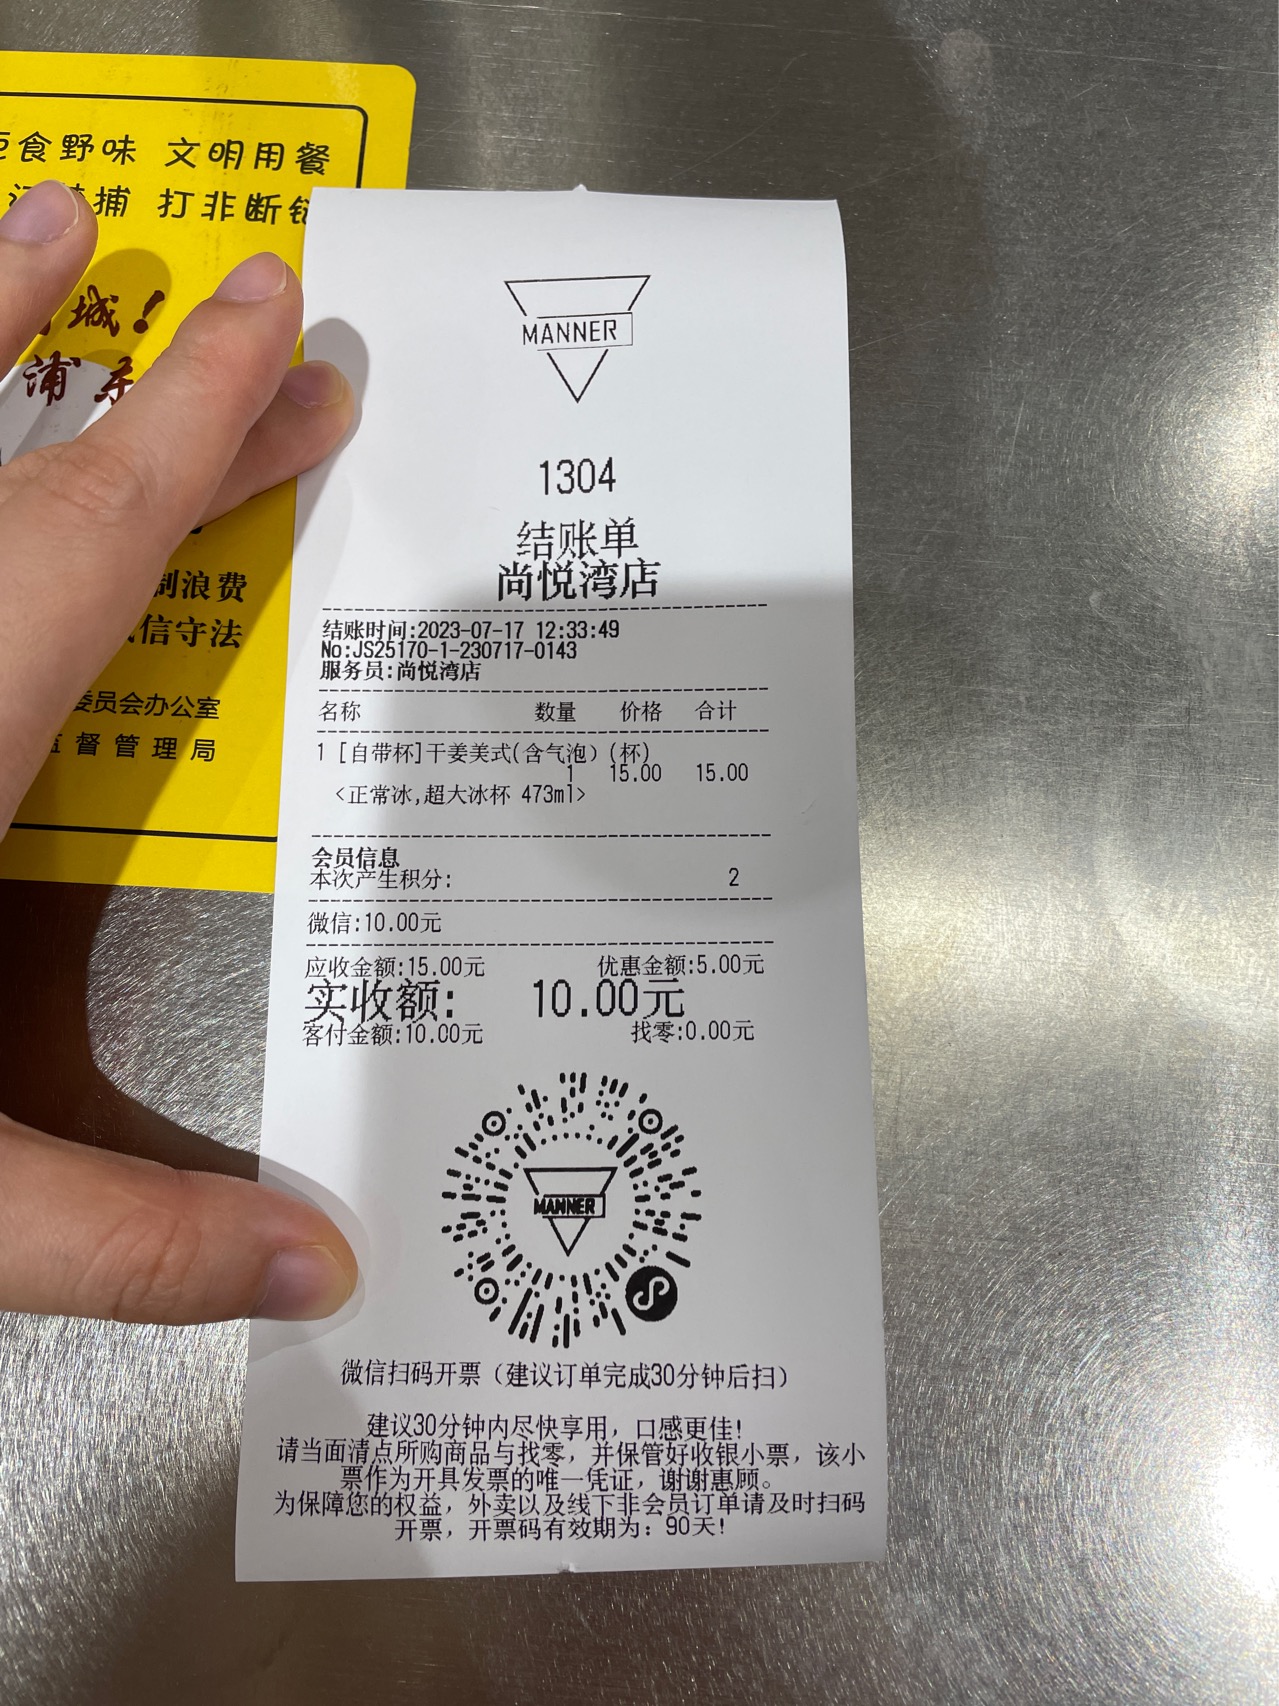 食野味 文明用餐
捕 打非断
城!
浦东
制浪费
信守法
委员会办公室
监督管理局
MANNER
1304
结账单
尚悦湾店
结账时间:2023-07-17 12:33:49
No:JS25170-1-230717-0143
服务员:尚悦湾店
名称 数量 价格 合计
1 [自带杯]干姜美式(含气泡)(杯)
1 15.00 15.00
<正常冰,超大冰杯 473ml>
会员信息
本次产生积分: 2
微信:10.00元
应收金额:15.00元 优惠金额:5.00元
实收额: 10.00元
客付金额:10.00元 找零:0.00元
MANNER
微信扫码开票（建议订单完成30分钟后扫）
建议30分钟内尽快享用，口感更佳!
请当面清点所购商品与找零，并保管好收银小票，该小
票作为开具发票的唯一凭证，谢谢惠顾。
为保障您的权益，外卖以及线下非会员订单请及时扫码
开票，开票码有效期为：90天!